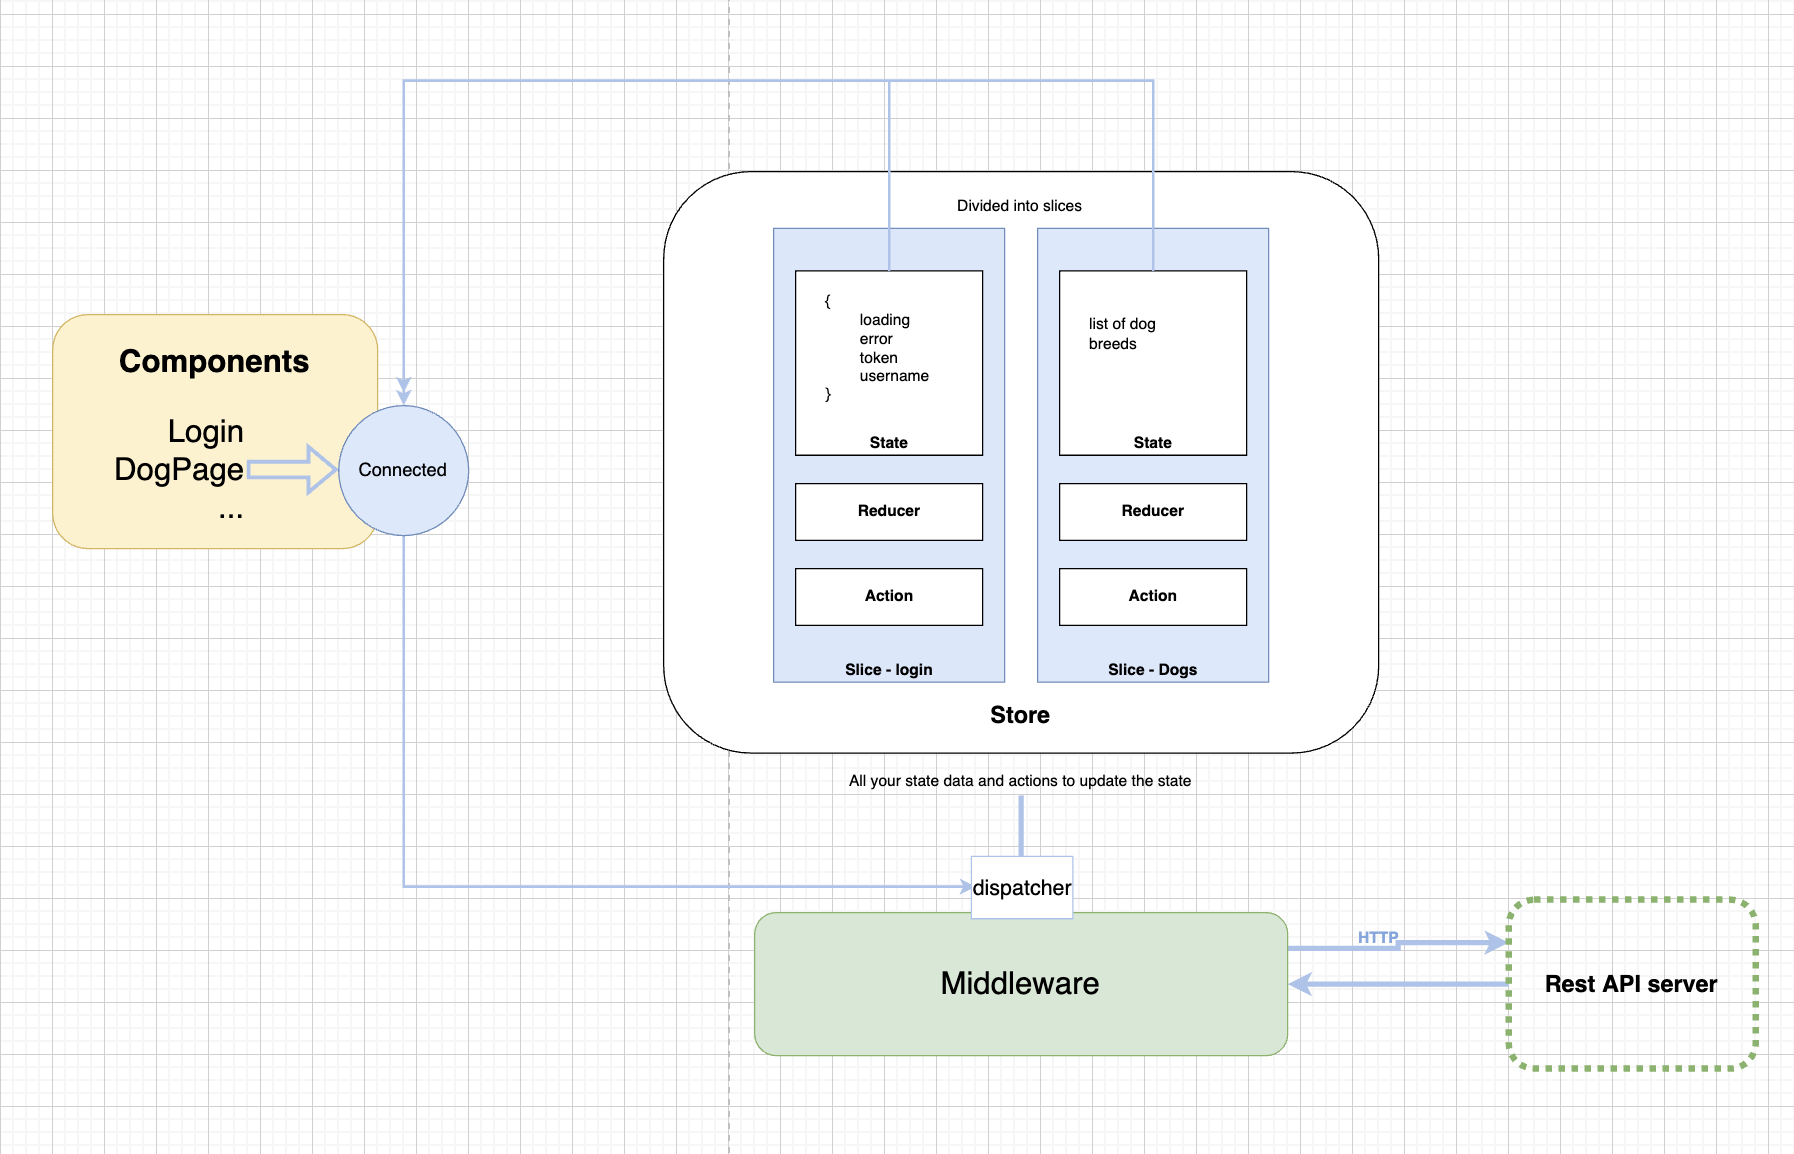 Components
Login
DogPage
...
Connected
Divided into slices
{
loading
error
token
username
}
State
Reducer
Action
Slice - login
list of dog
breeds
State
Reducer
Action
Slice - Dogs
Store
All your state data and actions to update the state
dispatcher
Middleware
HTTP
Rest API server